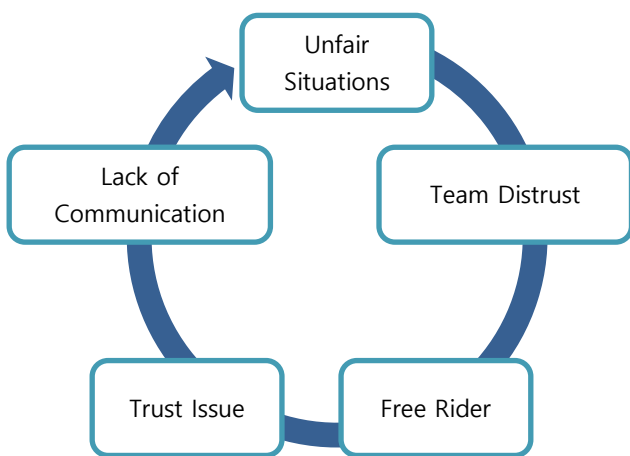 Unfair
Situations
Team Distrust
Free Rider
Trust Issue
Lack of
Communication